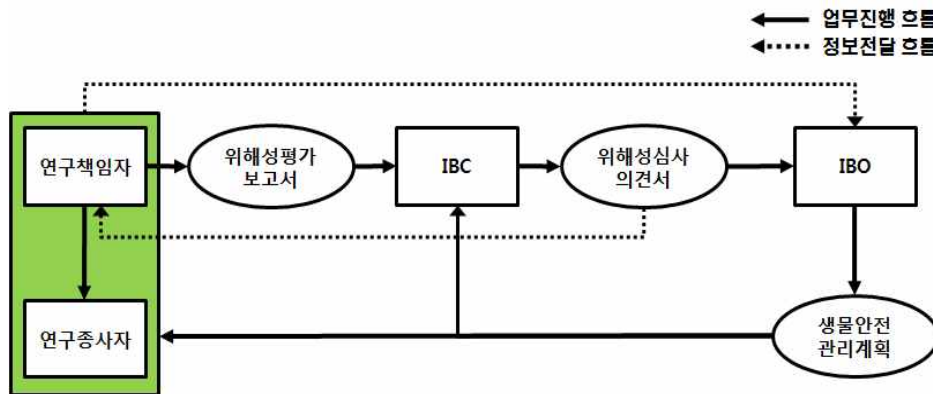 업무진행 흐름
정보전달 흐름
연구책임자
위해성평가
보고서
IBC
위해성심사
의견서
IBO
연구종사자
생물안전
관리계획